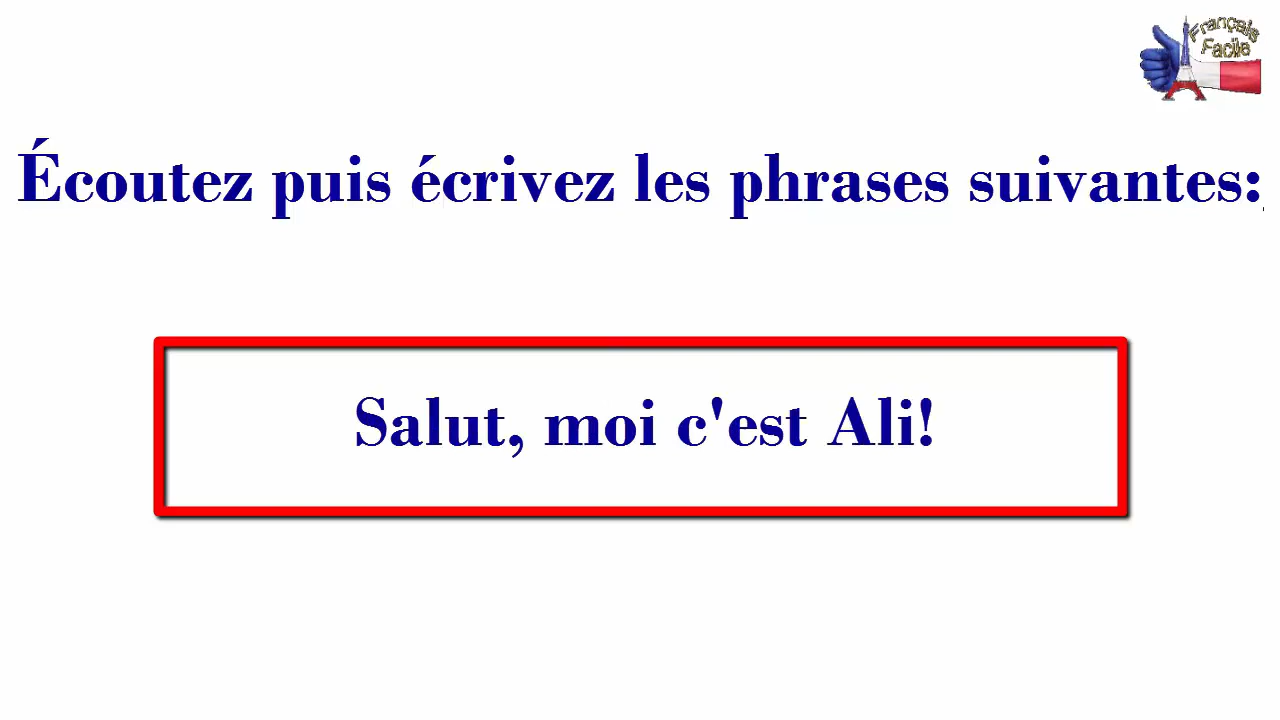 Français
Facile
Écoutez puis écrivez les phrases suivantes:
Salut, moi c'est Ali!